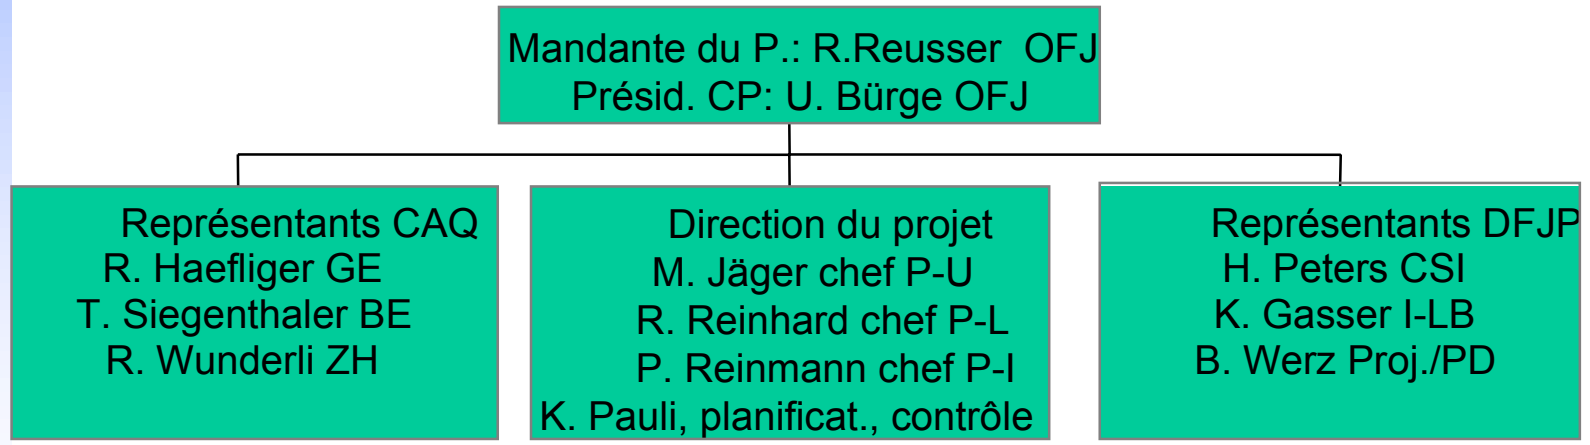 Mandante du P.: R.Reusser OFJ
Présid. CP: U. Bürge OFJ
Représentants CAQ
R. Haefliger GE
T. Siegenthaler BE
R. Wunderli ZH
Direction du projet
M. Jäger chef P-U
R. Reinhard chef P-L
P. Reinmann chef P-I
K. Pauli, planificat., contrôle
Représentants DFJP
H. Peters CSI
K. Gasser I-LB
B. Werz Proj./PD